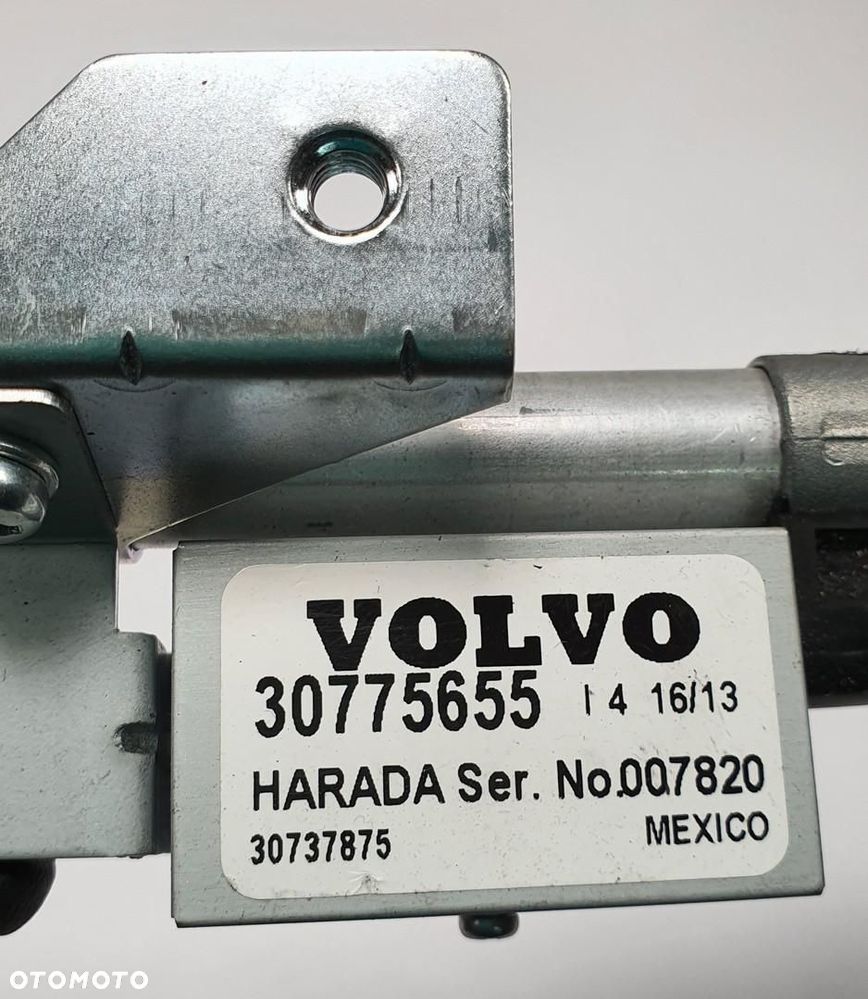 VOLVO
30775655 I 4 16/13
HARADA Ser. No.007820
30737875 MEXICO
OTOMOTO